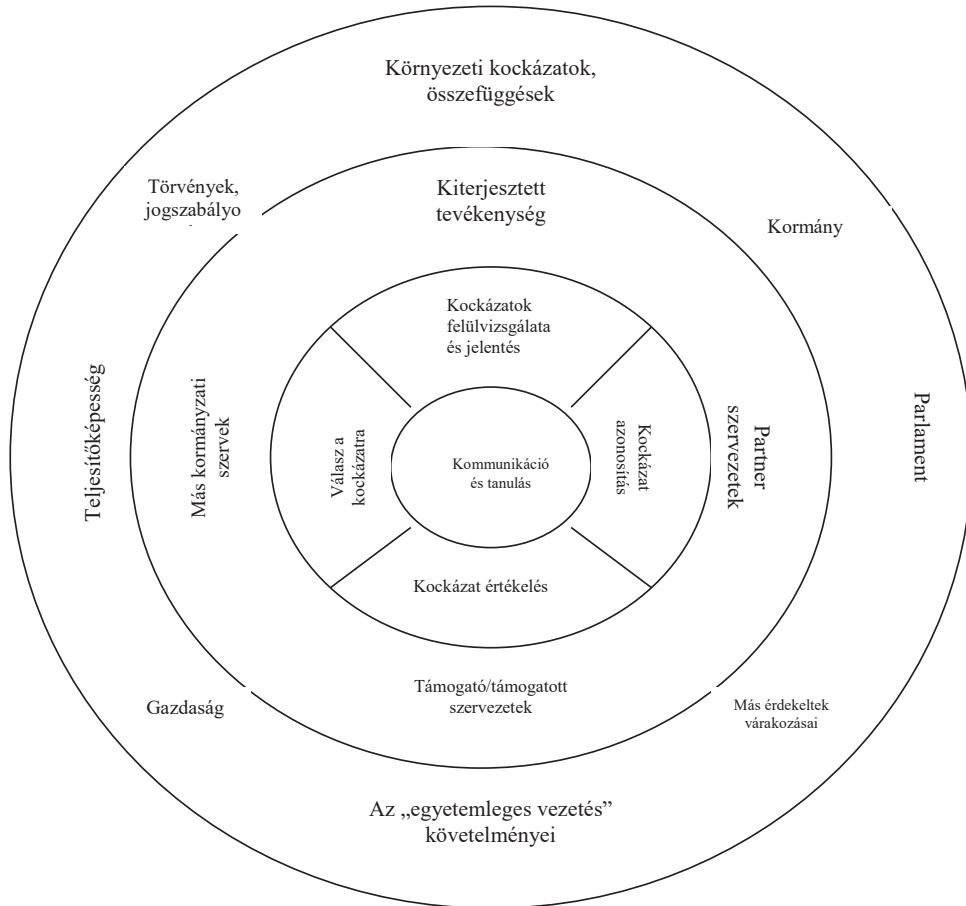 Környezeti kockázatok,
összefüggések
Törvények,
jogszabályo
Kiterjesztett
tevékenység
Kormány
Kockázatok
felülvizsgálata
és jelentés
Teljesítőképesség
Más kormányzati
szervek
Válasz a
kockázatra
Kommunikáció
és tanulás
Kockázat
azonosítás
Partner
szervezetek
Parlament
Kockázat értékelés
Támogató/támogatott
szervezetek
Gazdaság
Más érdekeltek
várakozásai
Az „egyetemleges vezetés”
követelményei